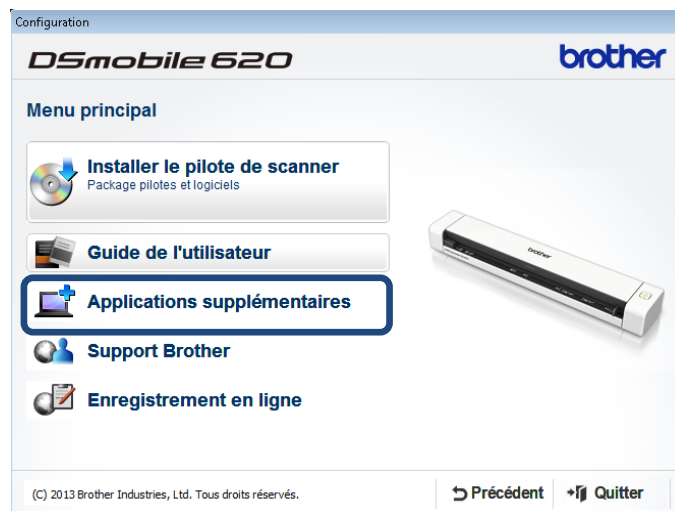 Configuration
DSmobile 620
brother
Menu principal
Installer le pilote de scanner
Package pilotes et logiciels
brother
Guide de l'utilisateur
Applications supplémentaires
Support Brother
Enregistrement en ligne
(C) 2013 Brother Industries, Ltd. Tous droits réservés.
Précédent
Quitter